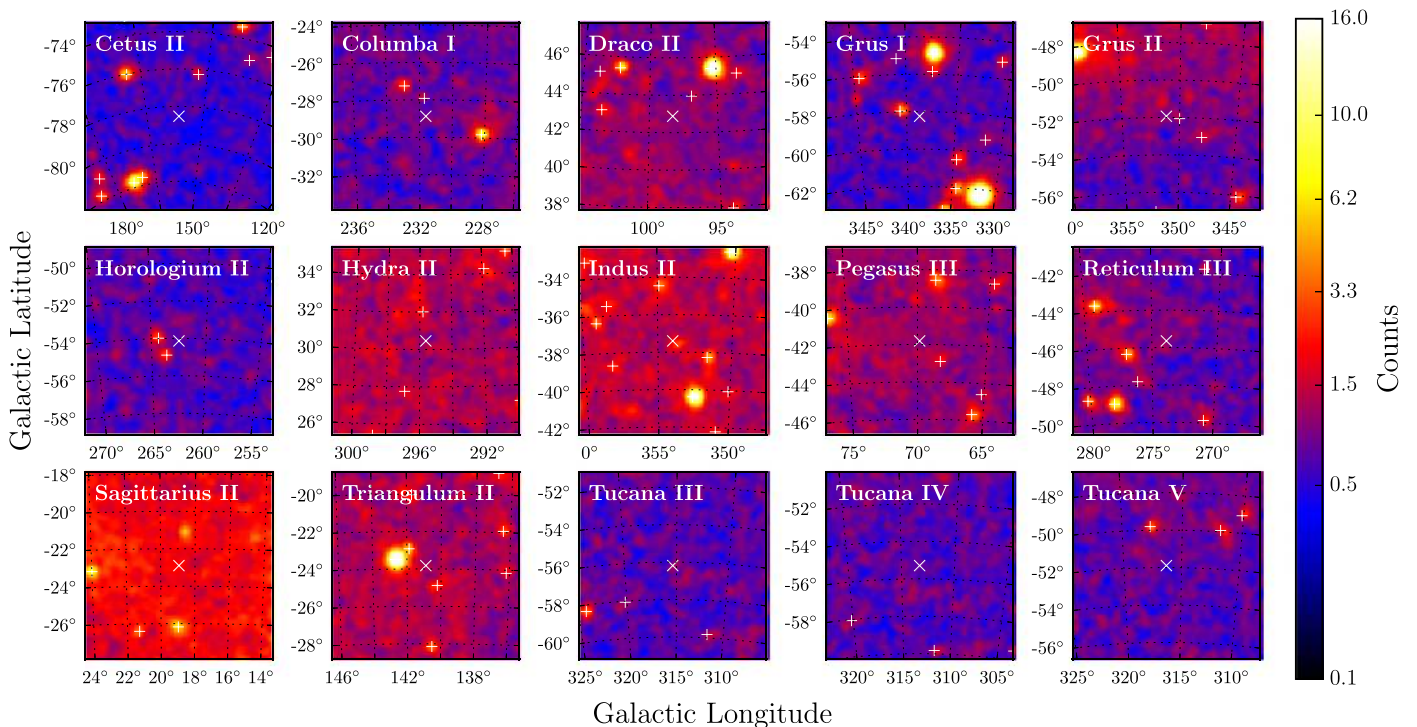 Cetus II
Columba I
Draco II
Grus I
Grus II
-74° -76° -78° -80°
180° 150° 120°
-24° -26° -28° -30° -32°
236° 232° 228°
46° 44° 42° 40° 38°
100° 95°
-54° -56° -58° -60° -62°
345° 340° 335° 330°
-48° -50° -52° -54° -56°
0° 355° 350° 345°
Horologium II
Hydra II
Indus II
Pegasus III
Reticulum III
-50° -52° -54° -56° -58°
270° 265° 260° 255°
34° 32° 30° 28° 26°
300° 296° 292°
-34° -36° -38° -40° -42°
0° 355° 350°
-38° -40° -42° -44° -46°
75° 70° 65°
-42° -44° -46° -48° -50°
280° 275° 270°
Sagittarius II
Triangulum II
Tucana III
Tucana IV
Tucana V
-18° -20° -22° -24° -26°
24° 22° 20° 18° 16° 14°
-20° -22° -24° -26° -28°
146° 142° 138°
-52° -54° -56° -58° -60°
325° 320° 315° 310°
-52° -54° -56° -58°
320° 315° 310° 305°
-48° -50° -52° -54° -56°
325° 320° 315° 310°
Galactic Latitude
Galactic Longitude
16.0
10.0
6.2
3.3
1.5
0.5
0.1
Counts